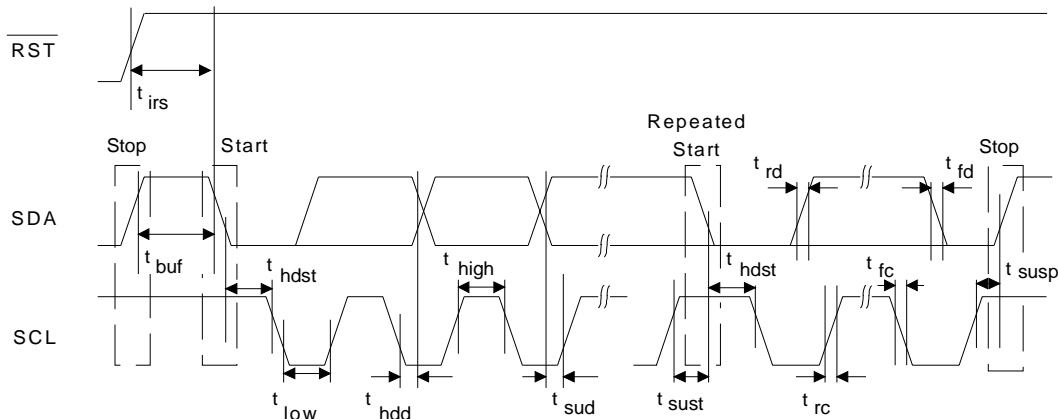 RST
t irs
Repeated
Stop Start Start Stop
t rd t fd
SDA
t buf t hdst t high t hdst t fc t susp
SCL
t low t hdd t sud t sust t rc